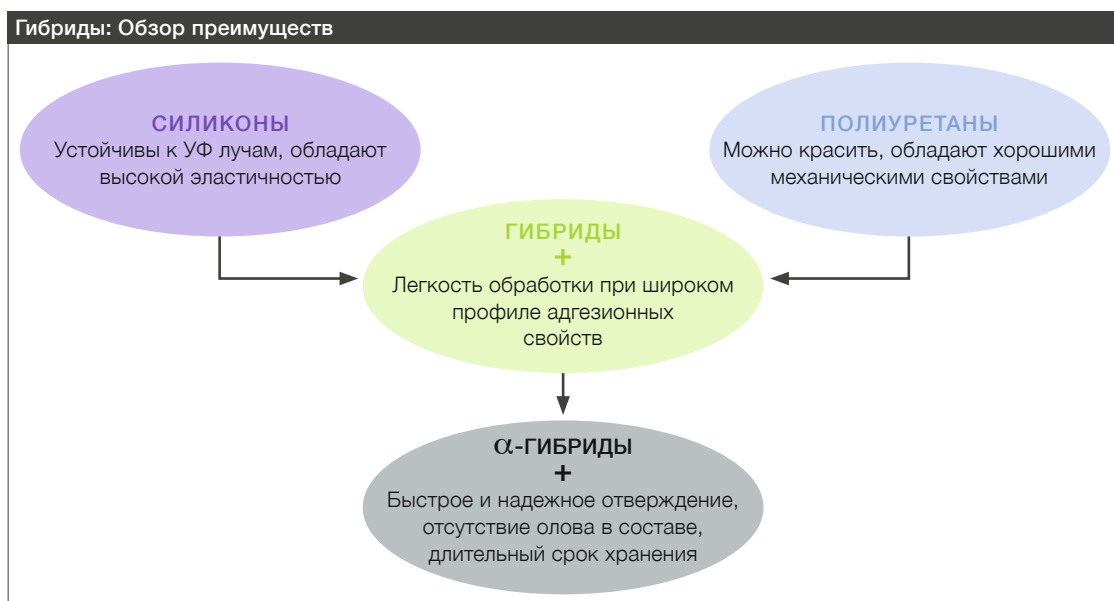 Гибриды: Обзор преимуществ
СИЛИКОНЫ
Устойчивы к УФ лучам, обладают
высокой эластичностью
ПОЛИУРЕТАНЫ
Можно красить, обладают хорошими
механическими свойствами
ГИБРИДЫ
+
Легкость обработки при широком
профиле адгезионных
свойств
α-ГИБРИДЫ
+
Быстрое и надежное отверждение,
отсутствие олова в составе,
длительный срок хранения